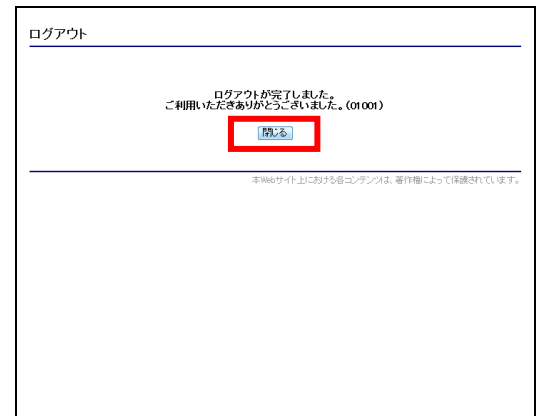 ログアウト
ログアウトが完了しました。
ご利用いただきありがとうございました。(01001)
閉じる
本Webサイト上における各コンテンツは、著作権によって保護されています。